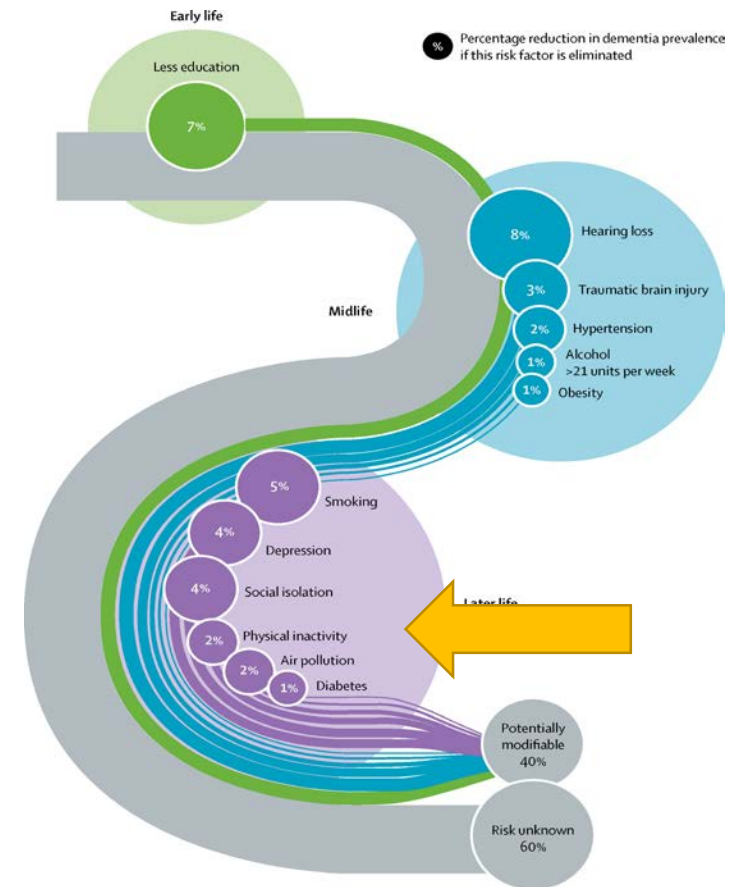 Early life
% Percentage reduction in dementia prevalence
if this risk factor is eliminated
Less education
7%
8% Hearing loss
3% Traumatic brain injury
Midlife
2% Hypertension
1% Alcohol
>21 units per week
1% Obesity
5% Smoking
4% Depression
4% Social isolation
Later life
2% Physical inactivity
2% Air pollution
1% Diabetes
Potentially
modifiable
40%
Risk unknown
60%